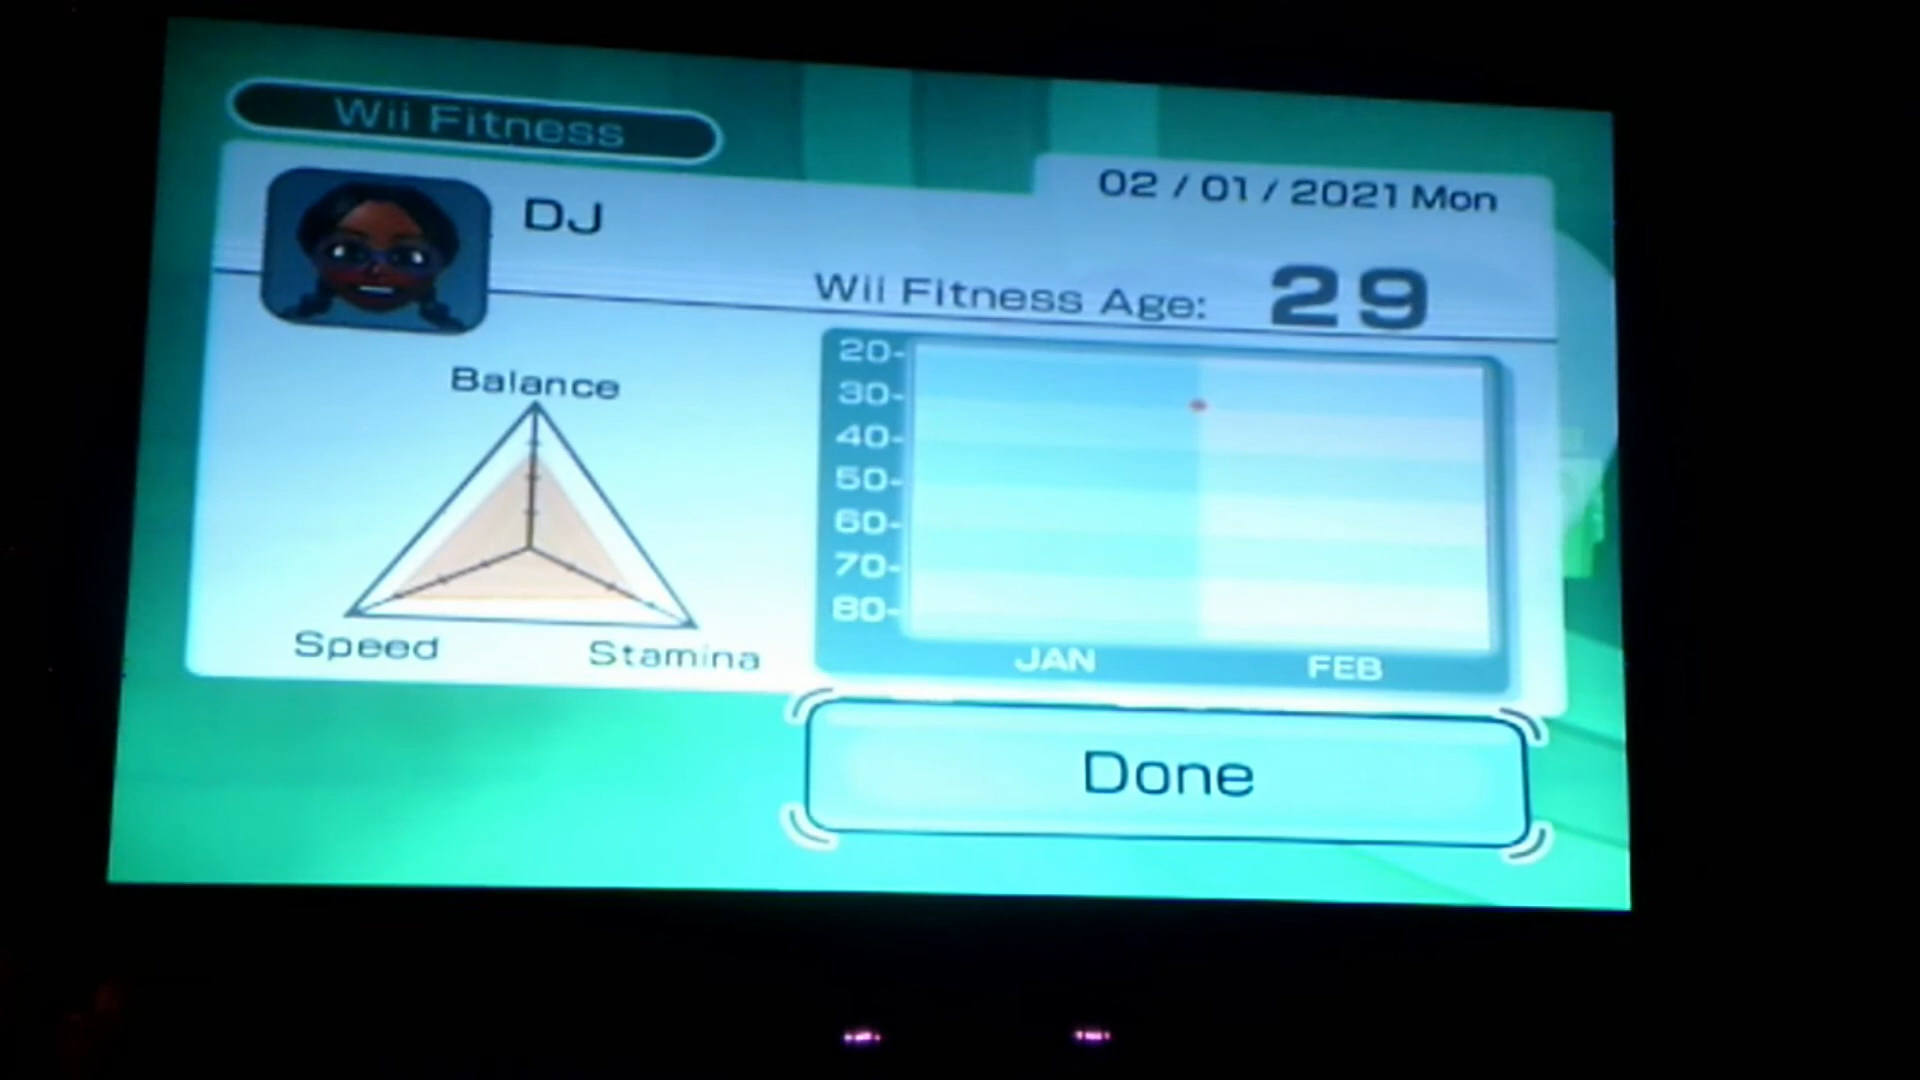 Wii Fitness
DJ
02 / 01 / 2021 Mon
Wii Fitness Age: 29
Balance
Speed
Stamina
20-
30-
40-
50-
60-
70-
80-
JAN
FEB
Done